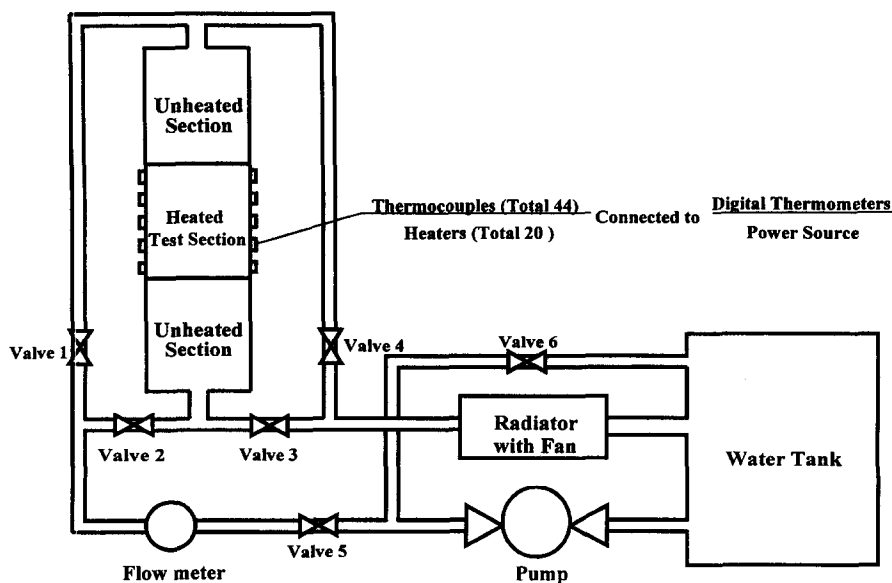 Unheated
Section
Heated
Test Section
Thermocouples (Total 44)
Heaters (Total 20 )
Connected to
Digital Thermometers
Power Source
Unheated
Section
Valve 1
Valve 4
Valve 6
Valve 2
Valve 3
Radiator
with Fan
Water Tank
Valve 5
Flow meter
Pump